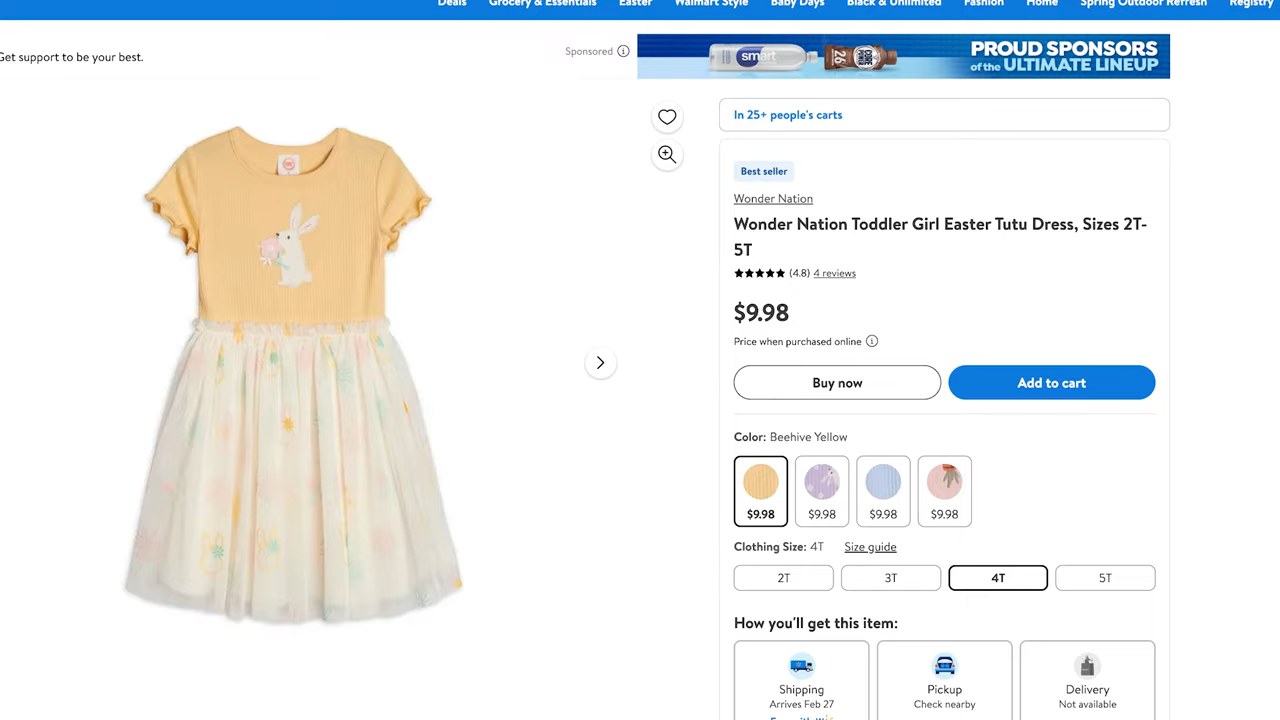 Deals Grocery & Essentials Easter Walmart Style Baby Days Black & Unlimited Fashion Home Spring Outdoor Refresh Registry
Get support to be your best.
Sponsored
smart
26
CORE POWER
PROUD SPONSORS
of the ULTIMATE LINEUP
In 25+ people's carts
Best seller
Wonder Nation
Wonder Nation Toddler Girl Easter Tutu Dress, Sizes 2T-
5T
(4.8) 4 reviews
$9.98
Price when purchased online
Buy now Add to cart
Color: Beehive Yellow
$9.98 $9.98 $9.98 $9.98
Clothing Size: 4T Size guide
2T 3T 4T 5T
How you'll get this item:
Shipping Pickup Delivery
Arrives Feb 27 Check nearby Not available